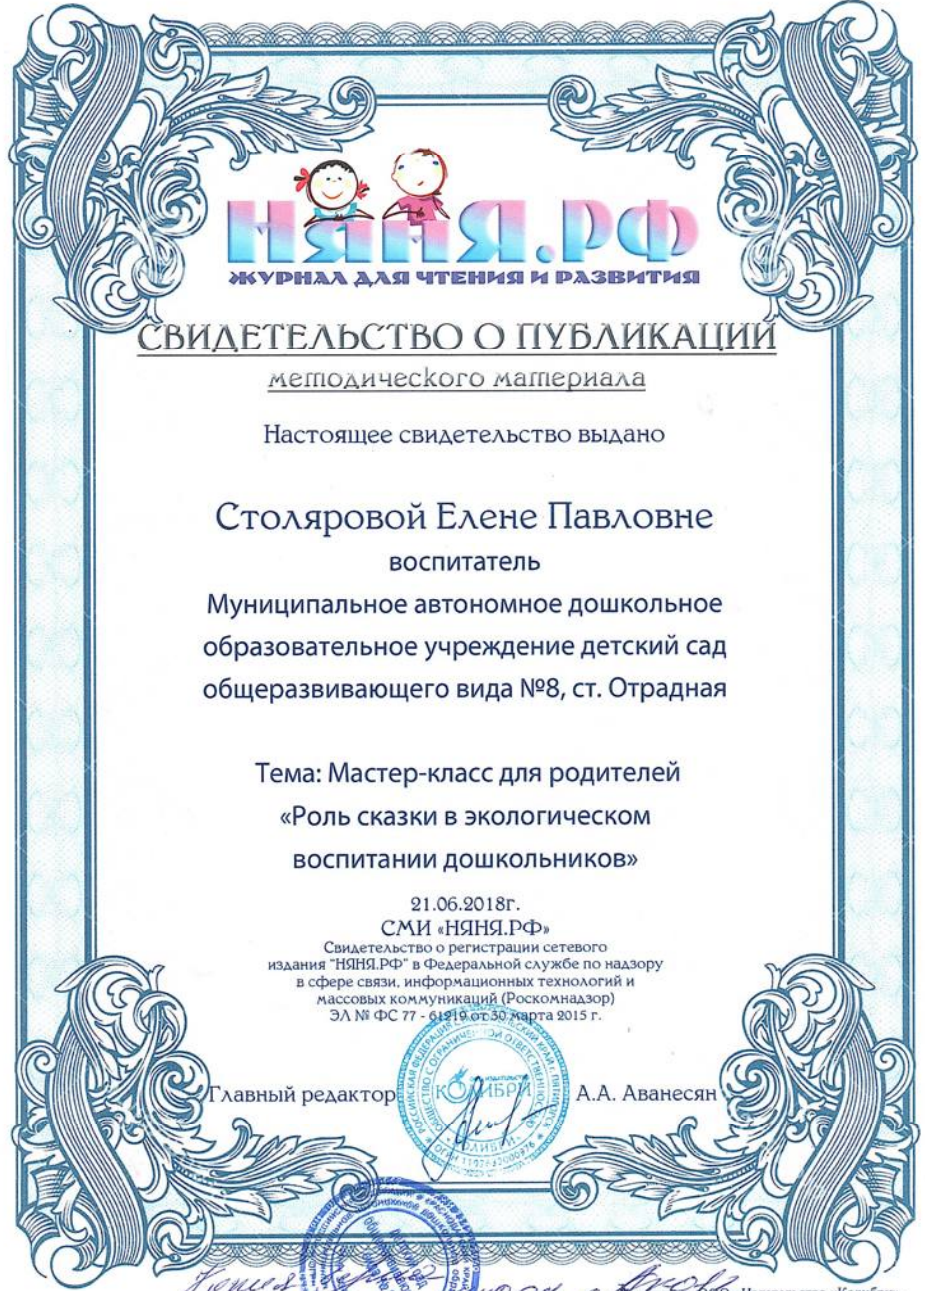 НЯНЯ.РФ
ЖУРНАЛ ДЛЯ ЧТЕНИЯ И РАЗВИТИЯ
СВИДЕТЕЛЬСТВО О ПУБЛИКАЦИИ
методического материала
Настоящее свидетельство выдано
Столяровой Елене Павловне
воспитатель
Муниципальное автономное дошкольное
образовательное учреждение детский сад
общеразвивающего вида №8, ст. Отрадная
Тема: Мастер-класс для родителей
«Роль сказки в экологическом
воспитании дошкольников»
21.06.2018г.
СМИ «НЯНЯ.РФ»
Свидетельство о регистрации сетевого
издания "НЯНЯ.РФ" в Федеральной службе по надзору
в сфере связи, информационных технологий и
массовых коммуникаций (Роскомнадзор)
ЭЛ № ФС 77 - 61219 от 30 марта 2015 г.
Главный редактор
КОЛИБРИ
А.А. Аванесян